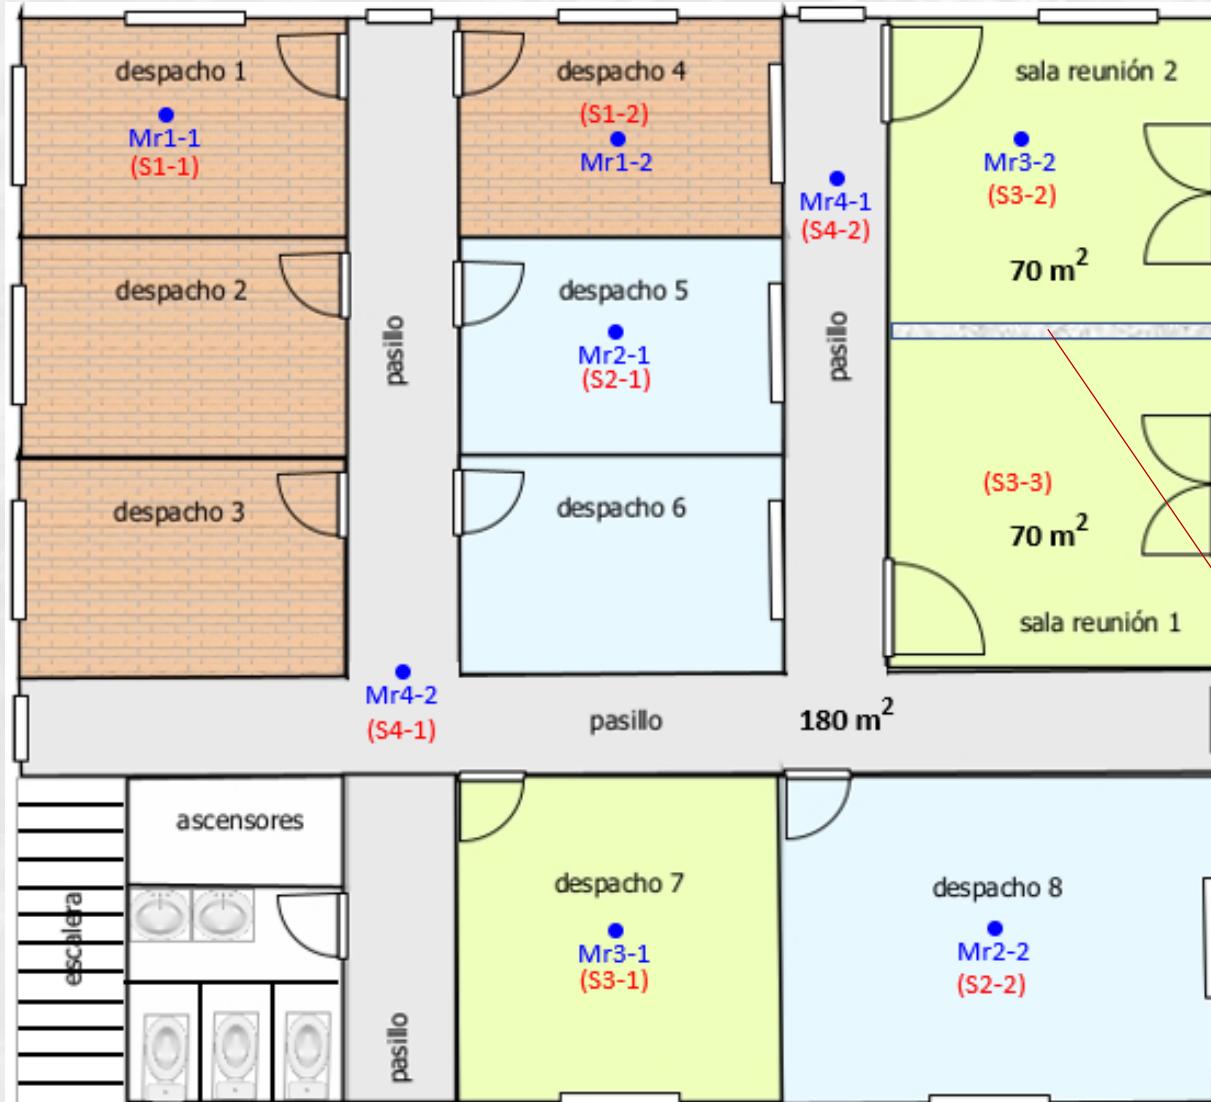 despacho 1
Mr1-1
(S1-1)
despacho 4
(S1-2)
Mr1-2
sala reunión 2
Mr3-2
(S3-2)
70 m²
Mr4-1
(S4-2)
despacho 2
pasillo
despacho 5
Mr2-1
(S2-1)
pasillo
despacho 3
despacho 6
(S3-3)
70 m²
sala reunión 1
Mr4-2
(S4-1)
pasillo
180 m²
ascensores
escalera
pasillo
despacho 7
Mr3-1
(S3-1)
despacho 8
Mr2-2
(S2-2)